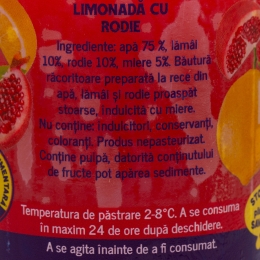 LIMONADĂ CU
RODIE
Ingrediente: apă 75 %, lămâi
10%, rodie 10%, miere 5%. Băutură
răcoritoare preparată la rece din
apă, lămâi și rodie proaspăt
stoarse, îndulcită cu miere.
Nu conține: îndulcitori, conservanți,
coloranți. Produs nepasteurizat.
Conține pulpă, datorită conținutului
de fructe pot apărea sedimente.
Temperatura de păstrare 2-8°C. A se consuma
in maxim 24 de ore după deschidere.
A se agita inainte de a fi consumat.